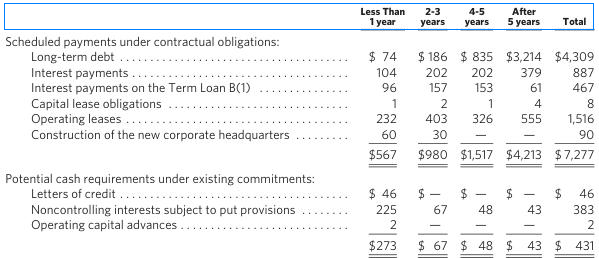 Less Than 1 year 2-3 years 4-5 years After 5 years Total
Scheduled payments under contractual obligations:
Long-term debt . . . . . . . . . . . . . . . . . . . . . . . . . . . . . . . . . . . . . . . $ 74 $ 186 $ 835 $3,214 $4,309
Interest payments . . . . . . . . . . . . . . . . . . . . . . . . . . . . . . . . . . . . . 104 202 202 379 887
Interest payments on the Term Loan B(1) . . . . . . . . . . . . . . . 96 157 153 61 467
Capital lease obligations . . . . . . . . . . . . . . . . . . . . . . . . . . . . . . 1 2 1 4 8
Operating leases . . . . . . . . . . . . . . . . . . . . . . . . . . . . . . . . . . . . . 232 403 326 555 1,516
Construction of the new corporate headquarters . . . . . . . . . 60 30 — — 90
$567 $980 $1,517 $4,213 $ 7,277
Potential cash requirements under existing commitments:
Letters of credit . . . . . . . . . . . . . . . . . . . . . . . . . . . . . . . . . . . . . . . $ 46 $ — $ — $ — $ 46
Noncontrolling interests subject to put provisions . . . . . . . . 225 67 48 43 383
Operating capital advances . . . . . . . . . . . . . . . . . . . . . . . . . . . . 2 — — — 2
$273 $ 67 $ 48 $ 43 $ 431